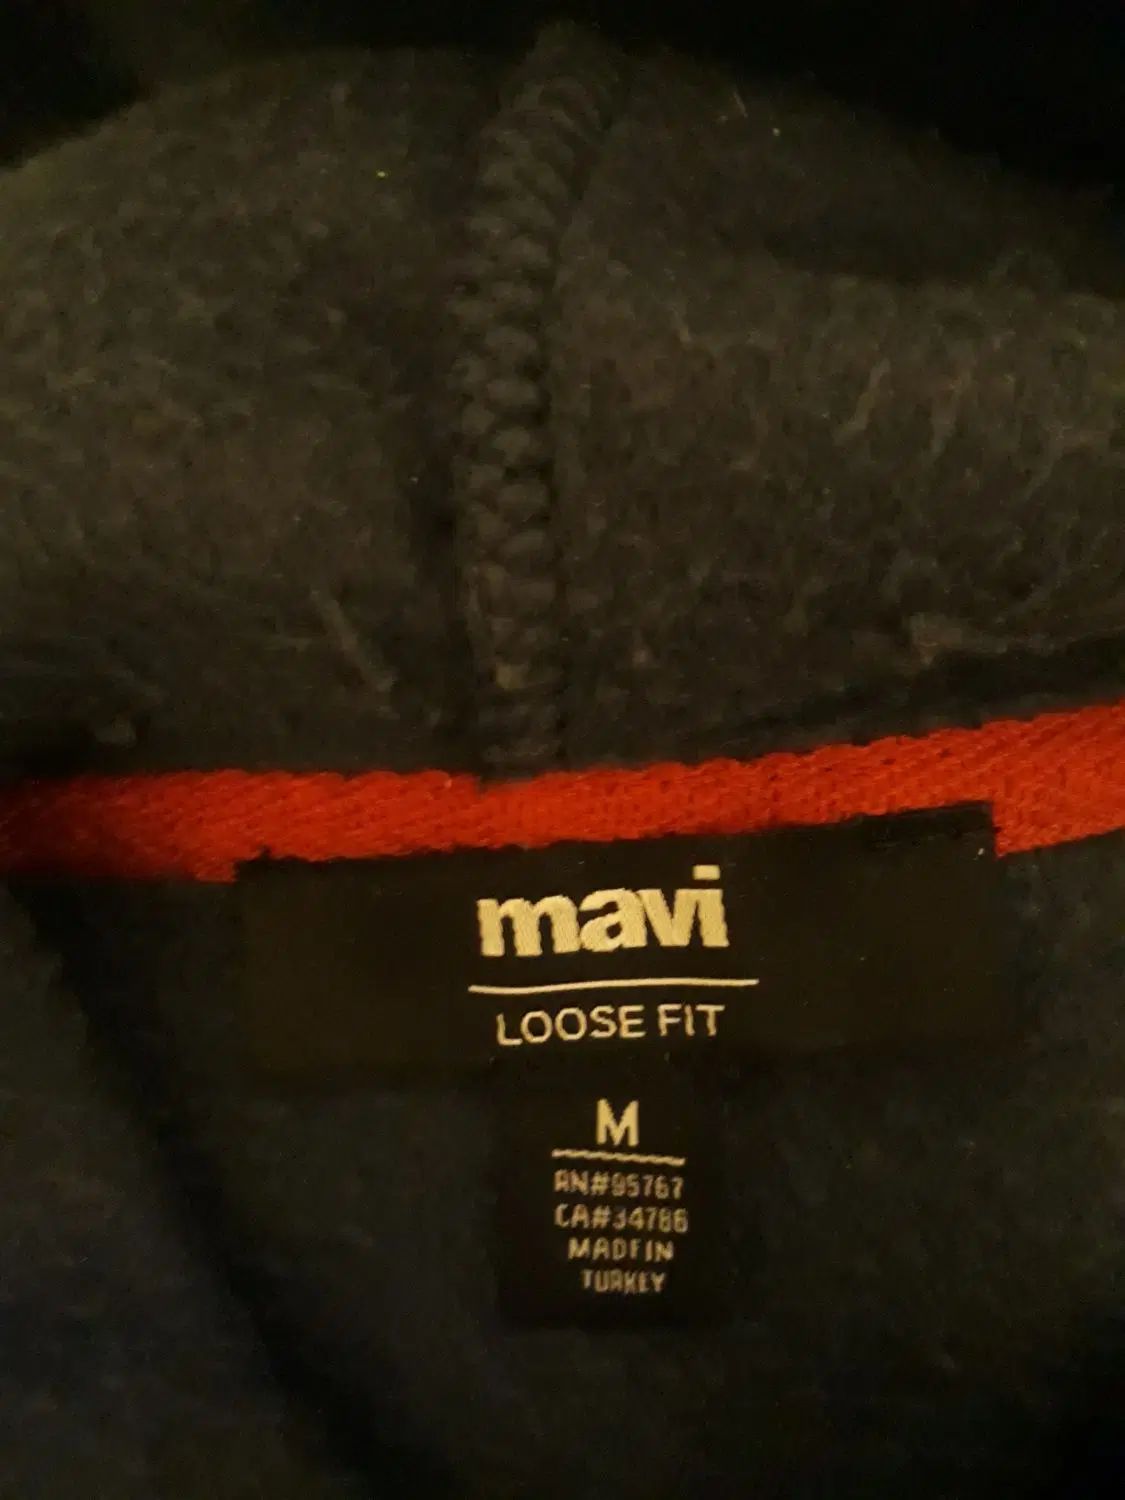 mavi
LOOSE FIT
M
RN#95767
CA#34786
MADE IN
TURKEY